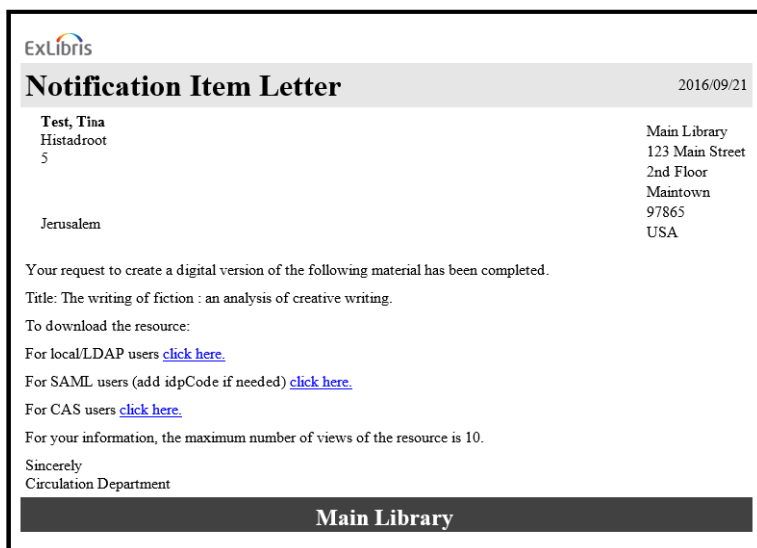 ExLibris
Notification Item Letter
2016/09/21
Test, Tina
Histadroot
5
Jerusalem
Main Library
123 Main Street
2nd Floor
Maintown
97865
USA
Your request to create a digital version of the following material has been completed.
Title: The writing of fiction : an analysis of creative writing.
To download the resource:
For local/LDAP users click here.
For SAML users (add idpCode if needed) click here.
For CAS users click here.
For your information, the maximum number of views of the resource is 10.
Sincerely
Circulation Department
Main Library